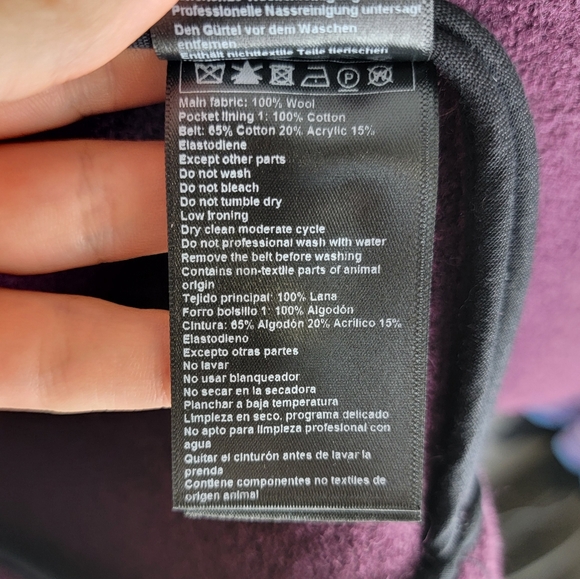 Professionelle Nassreinigung untersagt
Den Gürtel vor dem Waschen
entfernen
Enthält nichttextile Teile tierischen
P W
Main fabric: 100% Wool
Pocket lining 1: 100% Cotton
Belt: 65% Cotton 20% Acrylic 15%
Elastodiene
Except other parts
Do not wash
Do not bleach
Do not tumble dry
Low Ironing
Dry clean moderate cycle
Do not professional wash with water
Remove the belt before washing
Contains non-textile parts of animal
origin
Tejido principal: 100% Lana
Forro bolsillo 1: 100% Algodón
Cintura: 65% Algodón 20% Acrílico 15%
Elastodieno
Excepto otras partes
No lavar
No usar blanqueador
No secar en la secadora
Planchar a baja temperatura
Limpieza en seco, programa delicado
No apto para limpieza profesional con
agua
Quitar el cinturón antes de lavar la
prenda
Contiene componentes no textiles de
origen animal